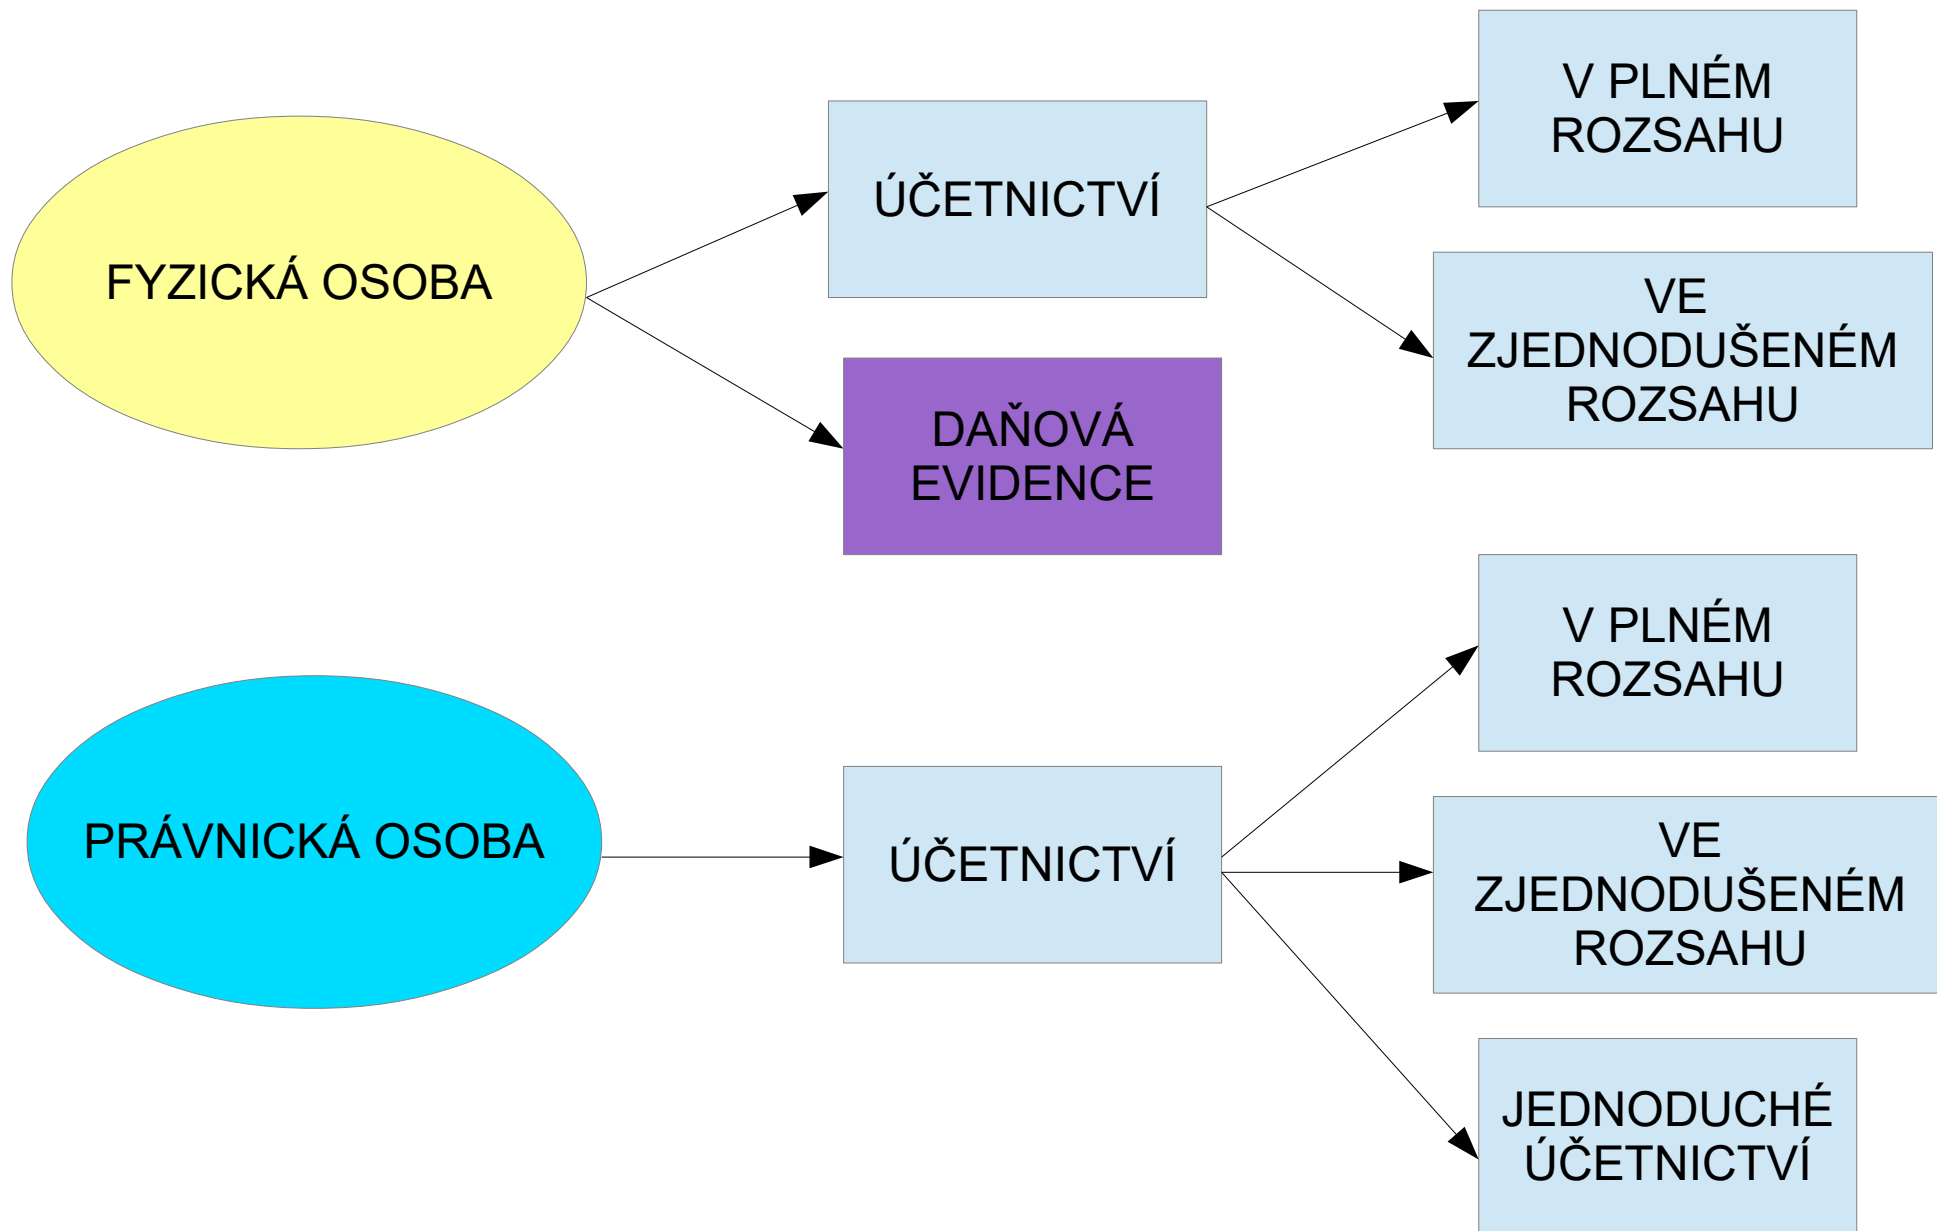 FYZICKÁ OSOBA
ÚČETNICTVÍ
V PLNÉM
ROZSAHU
VE
ZJEDNODUŠENÉM
ROZSAHU
DAŇOVÁ
EVIDENCE
PRÁVNICKÁ OSOBA
ÚČETNICTVÍ
V PLNÉM
ROZSAHU
VE
ZJEDNODUŠENÉM
ROZSAHU
JEDNODUCHÉ
ÚČETNICTVÍ